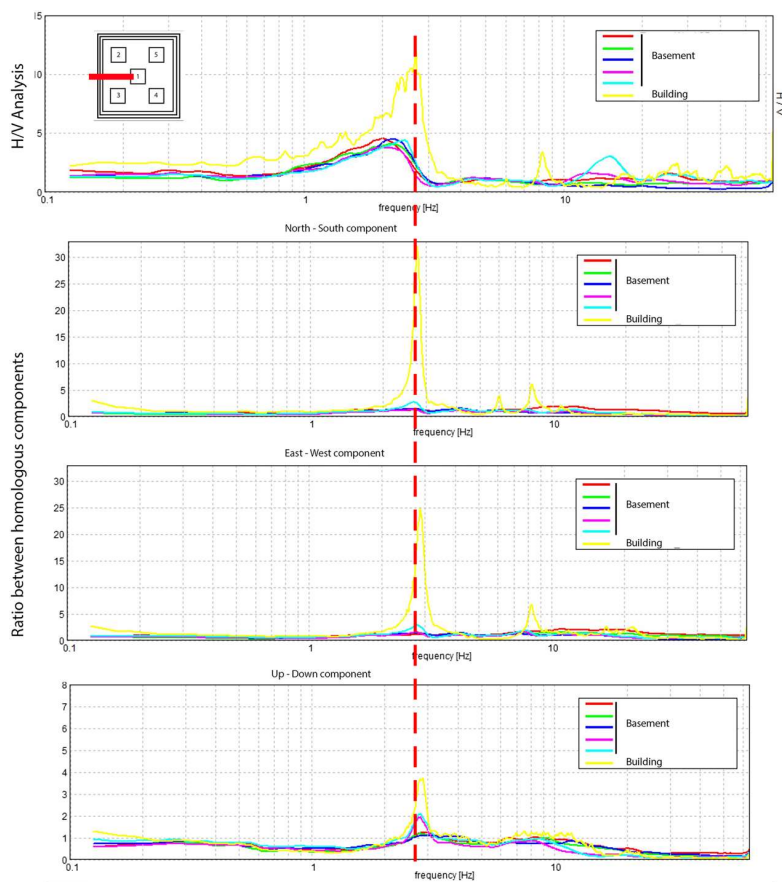 H/V Analysis
15
10
5
0
0.1
1
10
frequency [Hz]
2
5
1
3
4
Basement
Building
H/V
North - South component
30
25
20
15
10
5
0
0.1
1
10
frequency [Hz]
Basement
Building
Ratio between homologous components
East - West component
30
25
20
15
10
5
0
0.1
1
10
frequency [Hz]
Basement
Building
Up - Down component
8
7
6
5
4
3
2
1
0
0.1
1
10
frequency [Hz]
Basement
Building